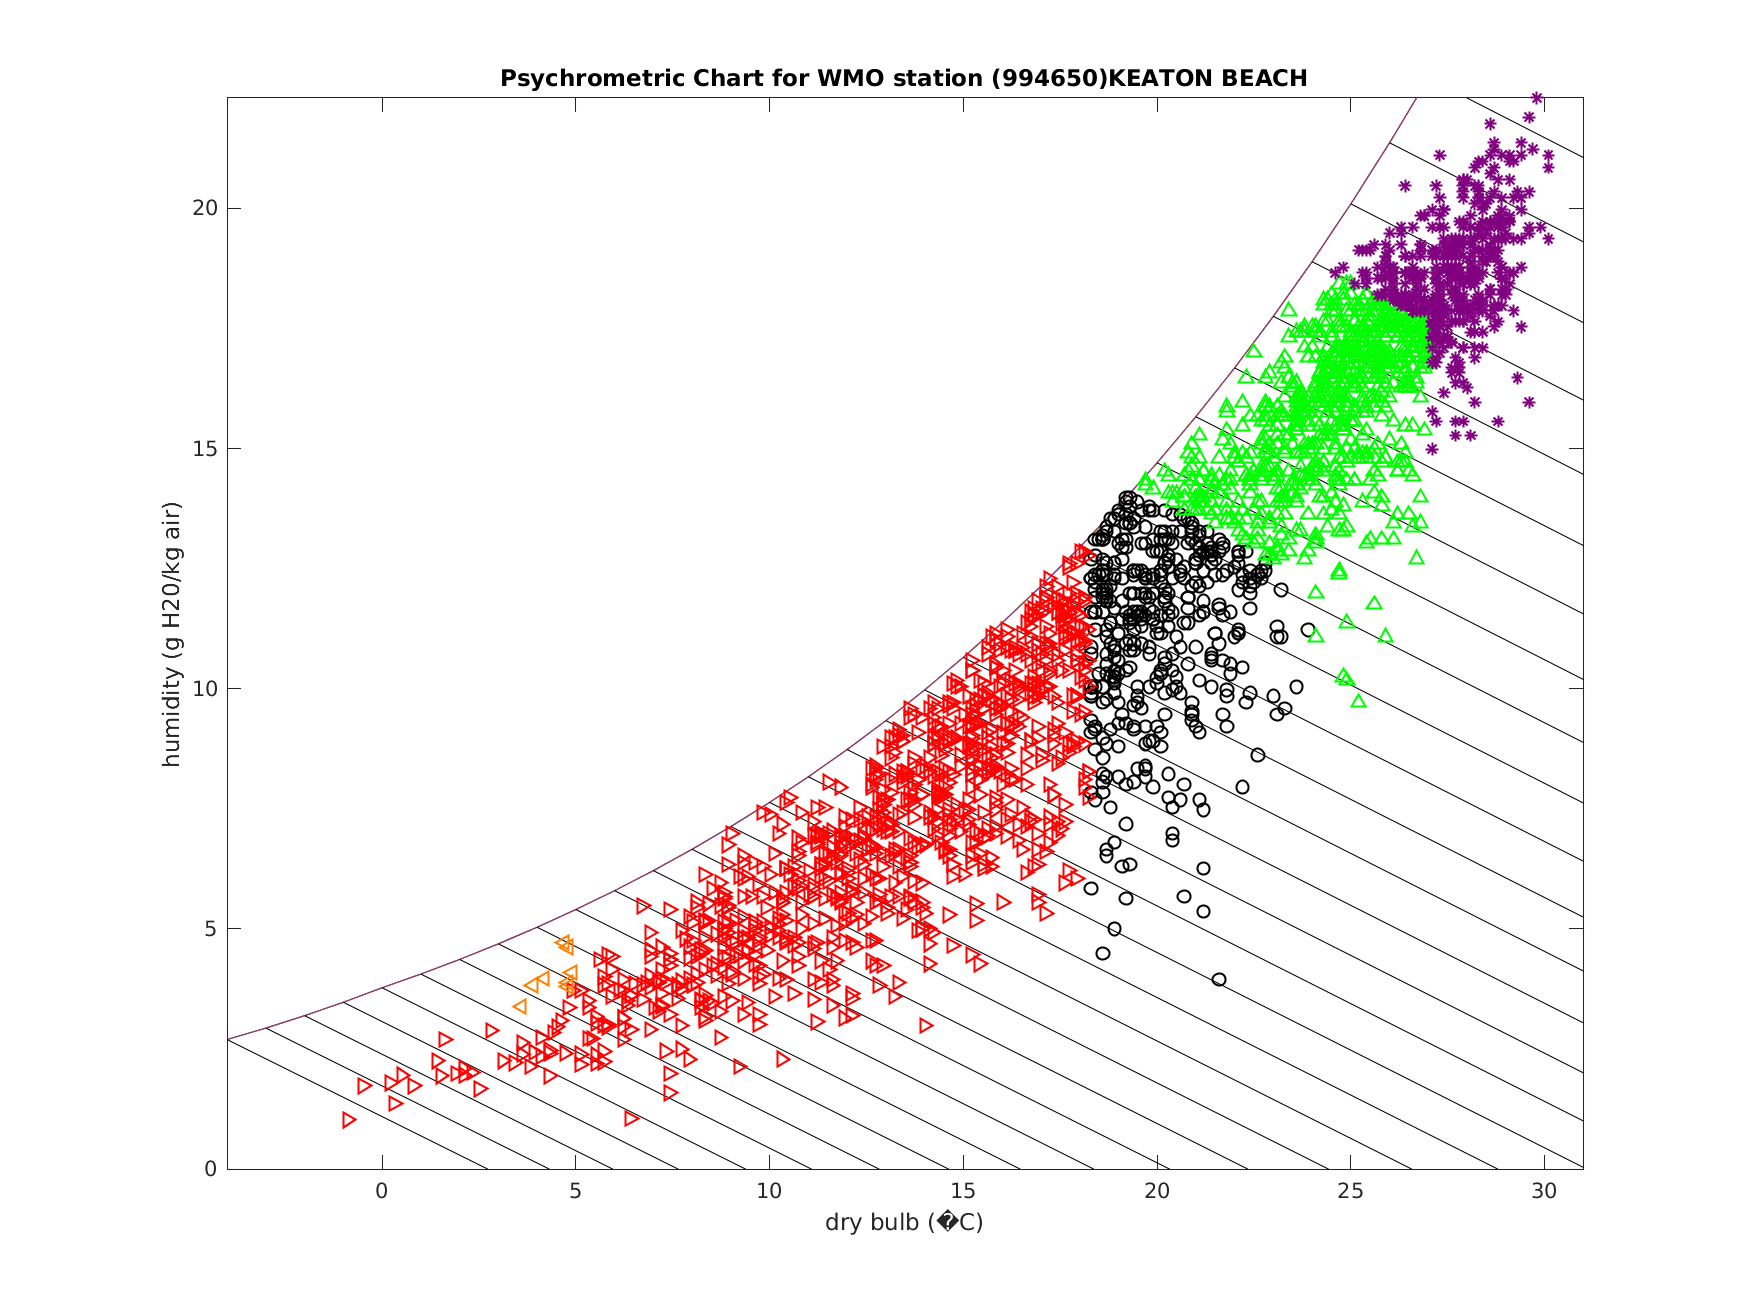 Psychrometric Chart for WMO station (994650)KEATON BEACH
humidity (g H20/kg air)
20
15
10
5
0
0 5 10 15 20 25 30
dry bulb (�C)